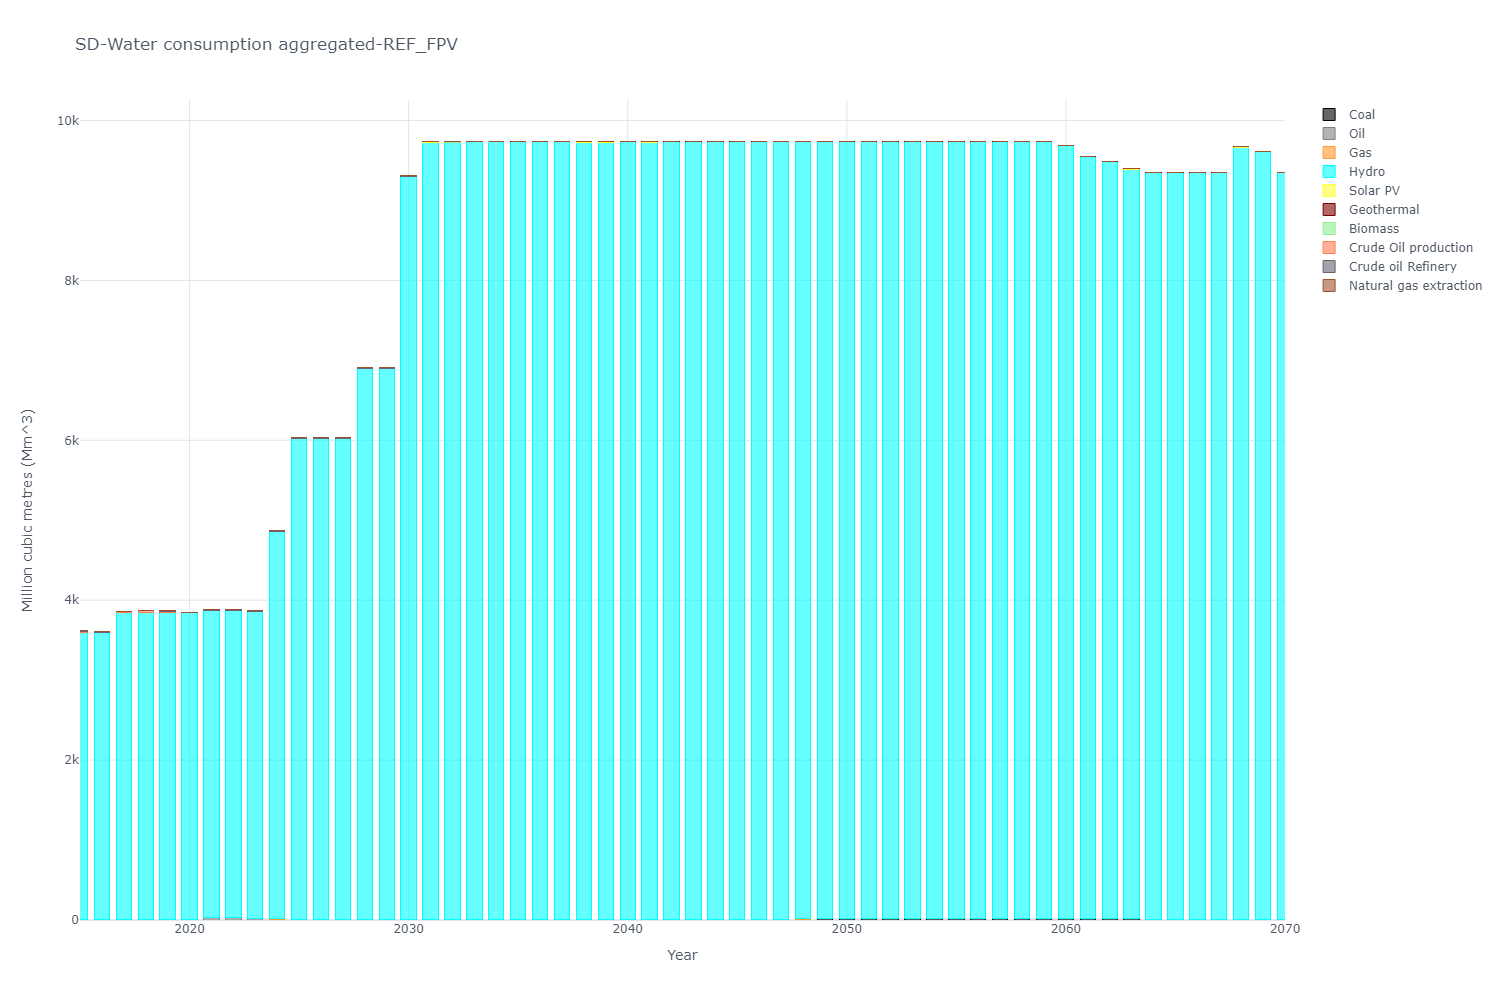 SD-Water consumption aggregated-REF_FPV
10k
8k
6k
4k
2k
0
Million cubic metres (Mm^3)
2020 2030 2040 2050 2060 2070
Year
Coal
Oil
Gas
Hydro
Solar PV
Geothermal
Biomass
Crude Oil production
Crude oil Refinery
Natural gas extraction